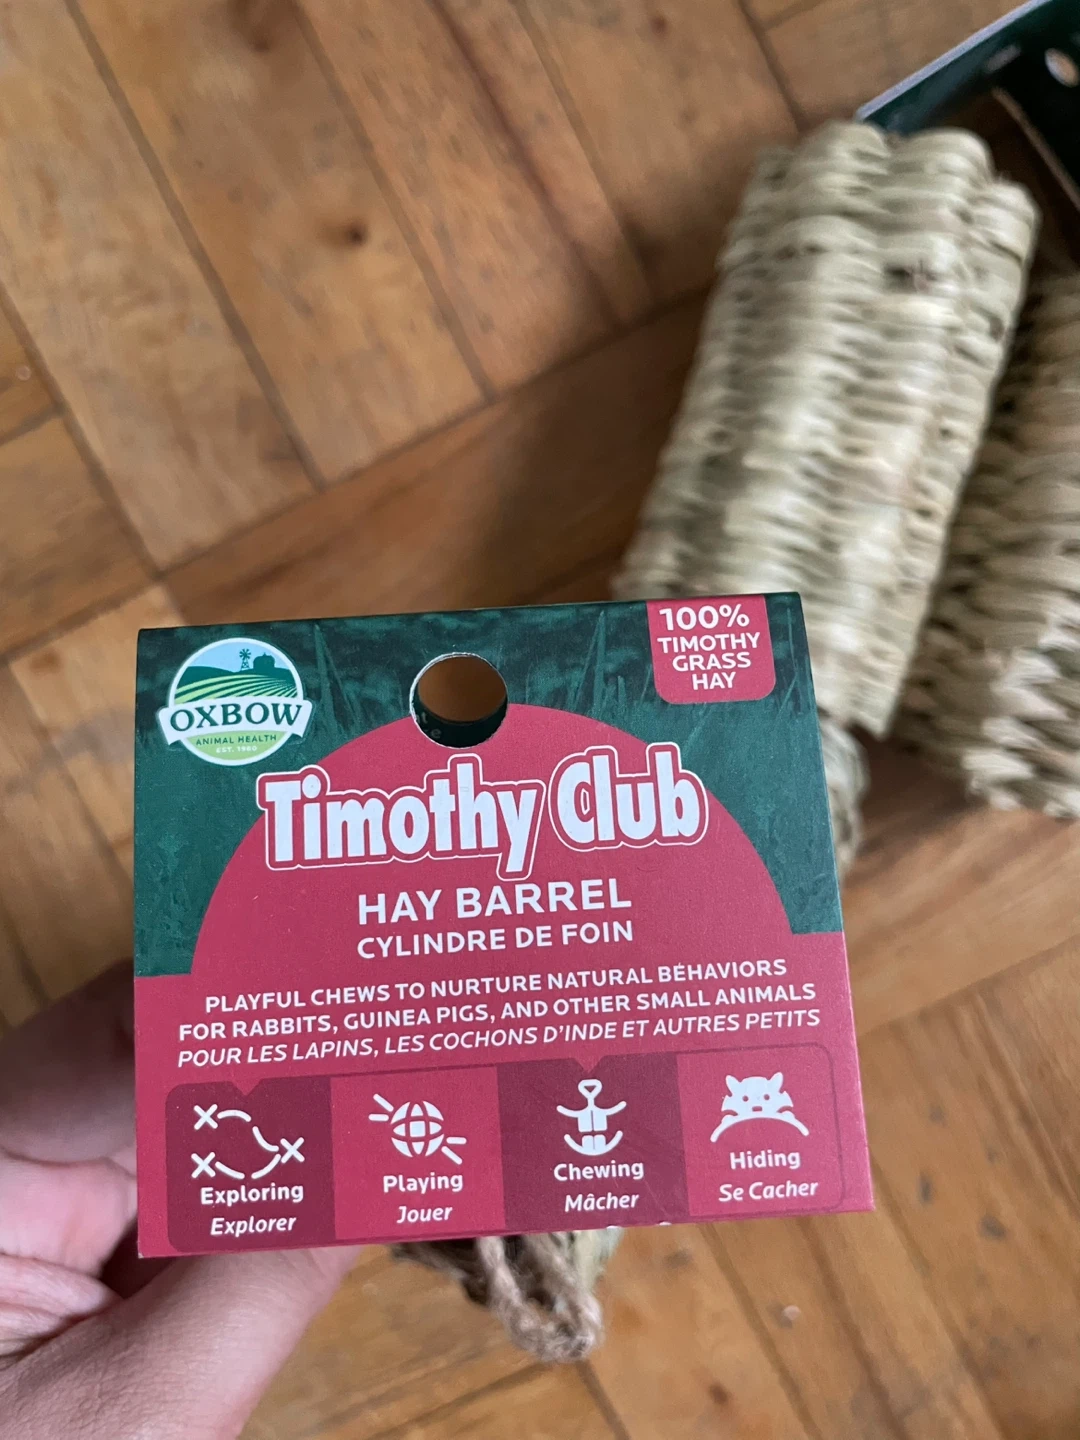 100%
TIMOTHY
GRASS
HAY
OXBOW
ANIMAL HEALTH
EST. 1980
Timothy Club
HAY BARREL
CYLINDRE DE FOIN
PLAYFUL CHEWS TO NURTURE NATURAL BEHAVIORS
FOR RABBITS, GUINEA PIGS, AND OTHER SMALL ANIMALS
POUR LES LAPINS, LES COCHONS D'INDE ET AUTRES PETITS
Exploring
Explorer
Playing
Jouer
Chewing
Mâcher
Hiding
Se Cacher